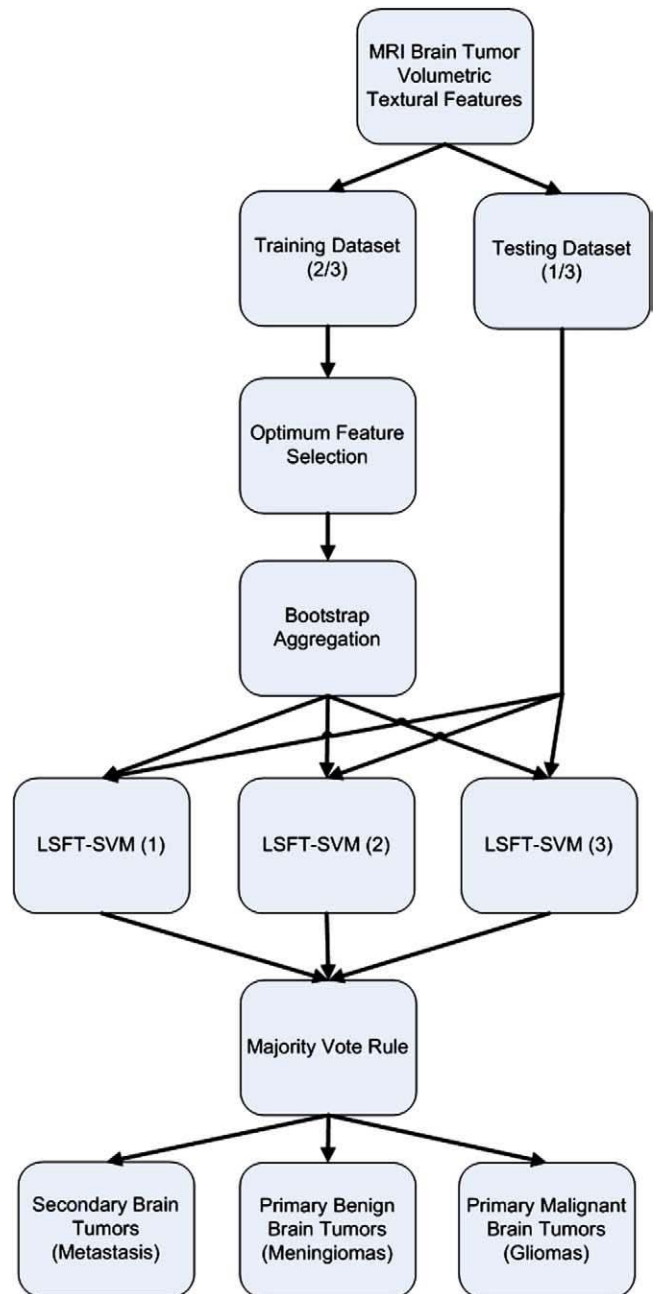 MRI Brain Tumor
Volumetric
Textural Features
Training Dataset
(2/3)
Testing Dataset
(1/3)
Optimum Feature
Selection
Bootstrap
Aggregation
LSFT-SVM (1)
LSFT-SVM (2)
LSFT-SVM (3)
Majority Vote Rule
Secondary Brain
Tumors
(Metastasis)
Primary Benign
Brain Tumors
(Meningiomas)
Primary Malignant
Brain Tumors
(Gliomas)